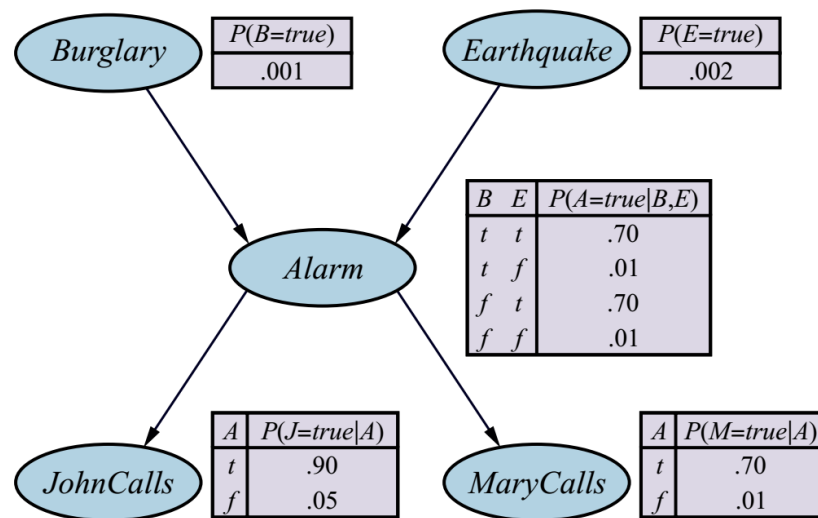 Burglary
P(B=true)
.001
Earthquake
P(E=true)
.002
B E P(A=true|B,E)
t t .70
t f .01
f t .70
f f .01
Alarm
JohnCalls
A P(J=true|A)
t .90
f .05
MaryCalls
A P(M=true|A)
t .70
f .01